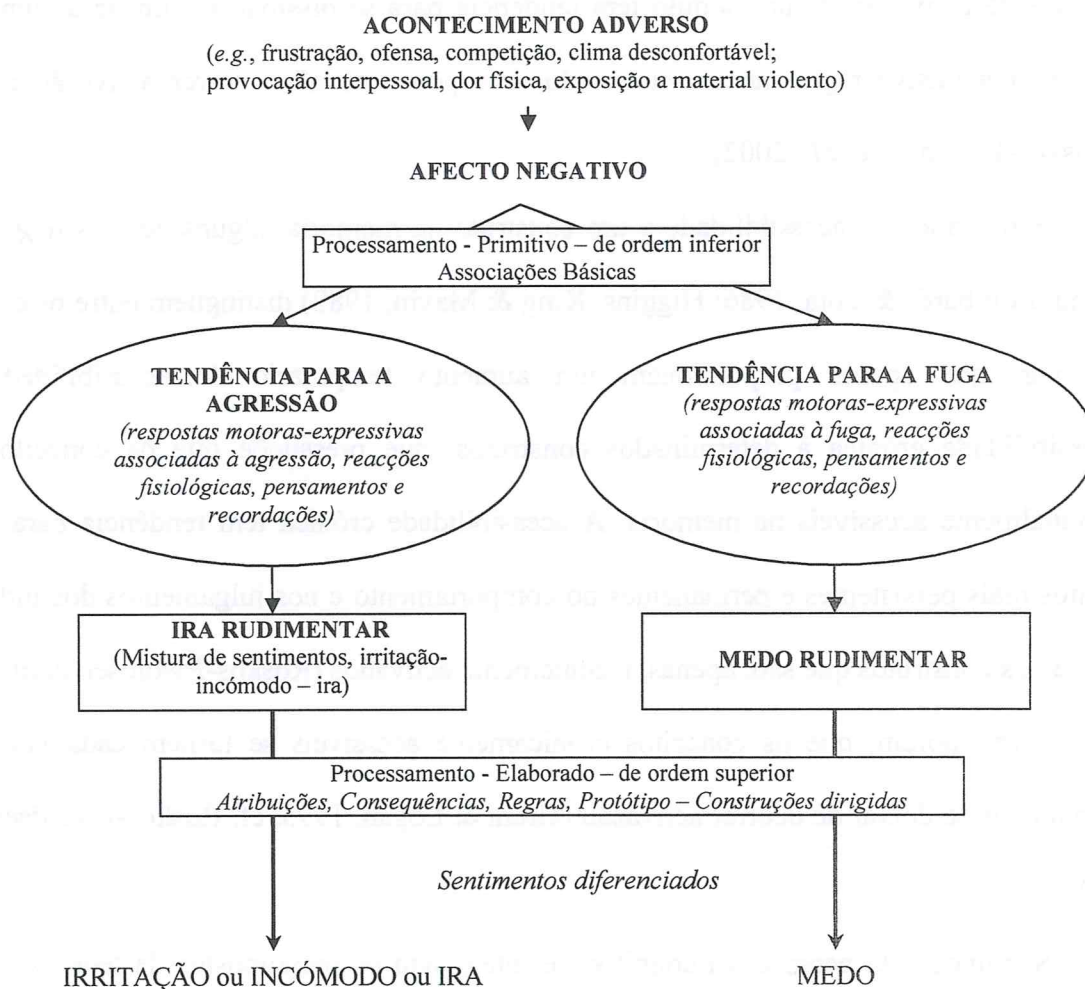 ACONTECIMENTO ADVERSO
(e.g., frustração, ofensa, competição, clima desconfortável;
provocação interpessoal, dor física, exposição a material violento)
AFECTO NEGATIVO
Processamento - Primitivo – de ordem inferior
Associações Básicas
TENDÊNCIA PARA A
AGRESSÃO
(respostas motoras-expressivas
associadas à agressão, reacções
fisiológicas, pensamentos e
recordações)
TENDÊNCIA PARA A FUGA
(respostas motoras-expressivas
associadas à fuga, reacções
fisiológicas, pensamentos e
recordações)
IRA RUDIMENTAR
(Mistura de sentimentos, irritação-
incómodo – ira)
MEDO RUDIMENTAR
Processamento - Elaborado – de ordem superior
Atribuições, Consequências, Regras, Protótipo – Construções dirigidas
Sentimentos diferenciados
IRRITAÇÃO ou INCÓMODO ou IRA
MEDO